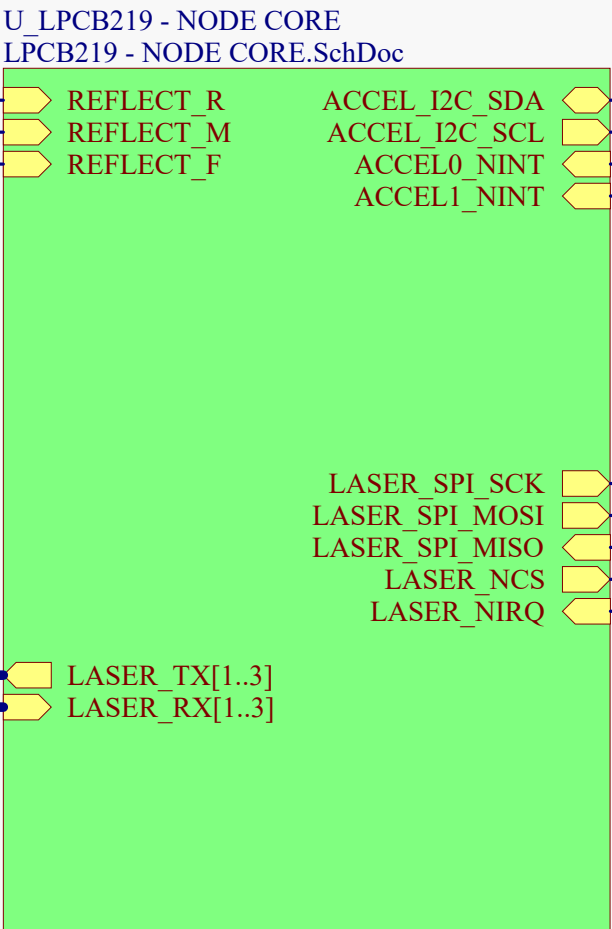 U_LPCB219 - NODE CORE
LPCB219 - NODE CORE.SchDoc
REFLECT_R ACCEL_I2C_SDA
REFLECT_M ACCEL_I2C_SCL
REFLECT_F ACCEL0_NINT
ACCEL1_NINT
LASER_SPI_SCK
LASER_SPI_MOSI
LASER_SPI_MISO
LASER_NCS
LASER_NIRQ
LASER_TX[1..3]
LASER_RX[1..3]